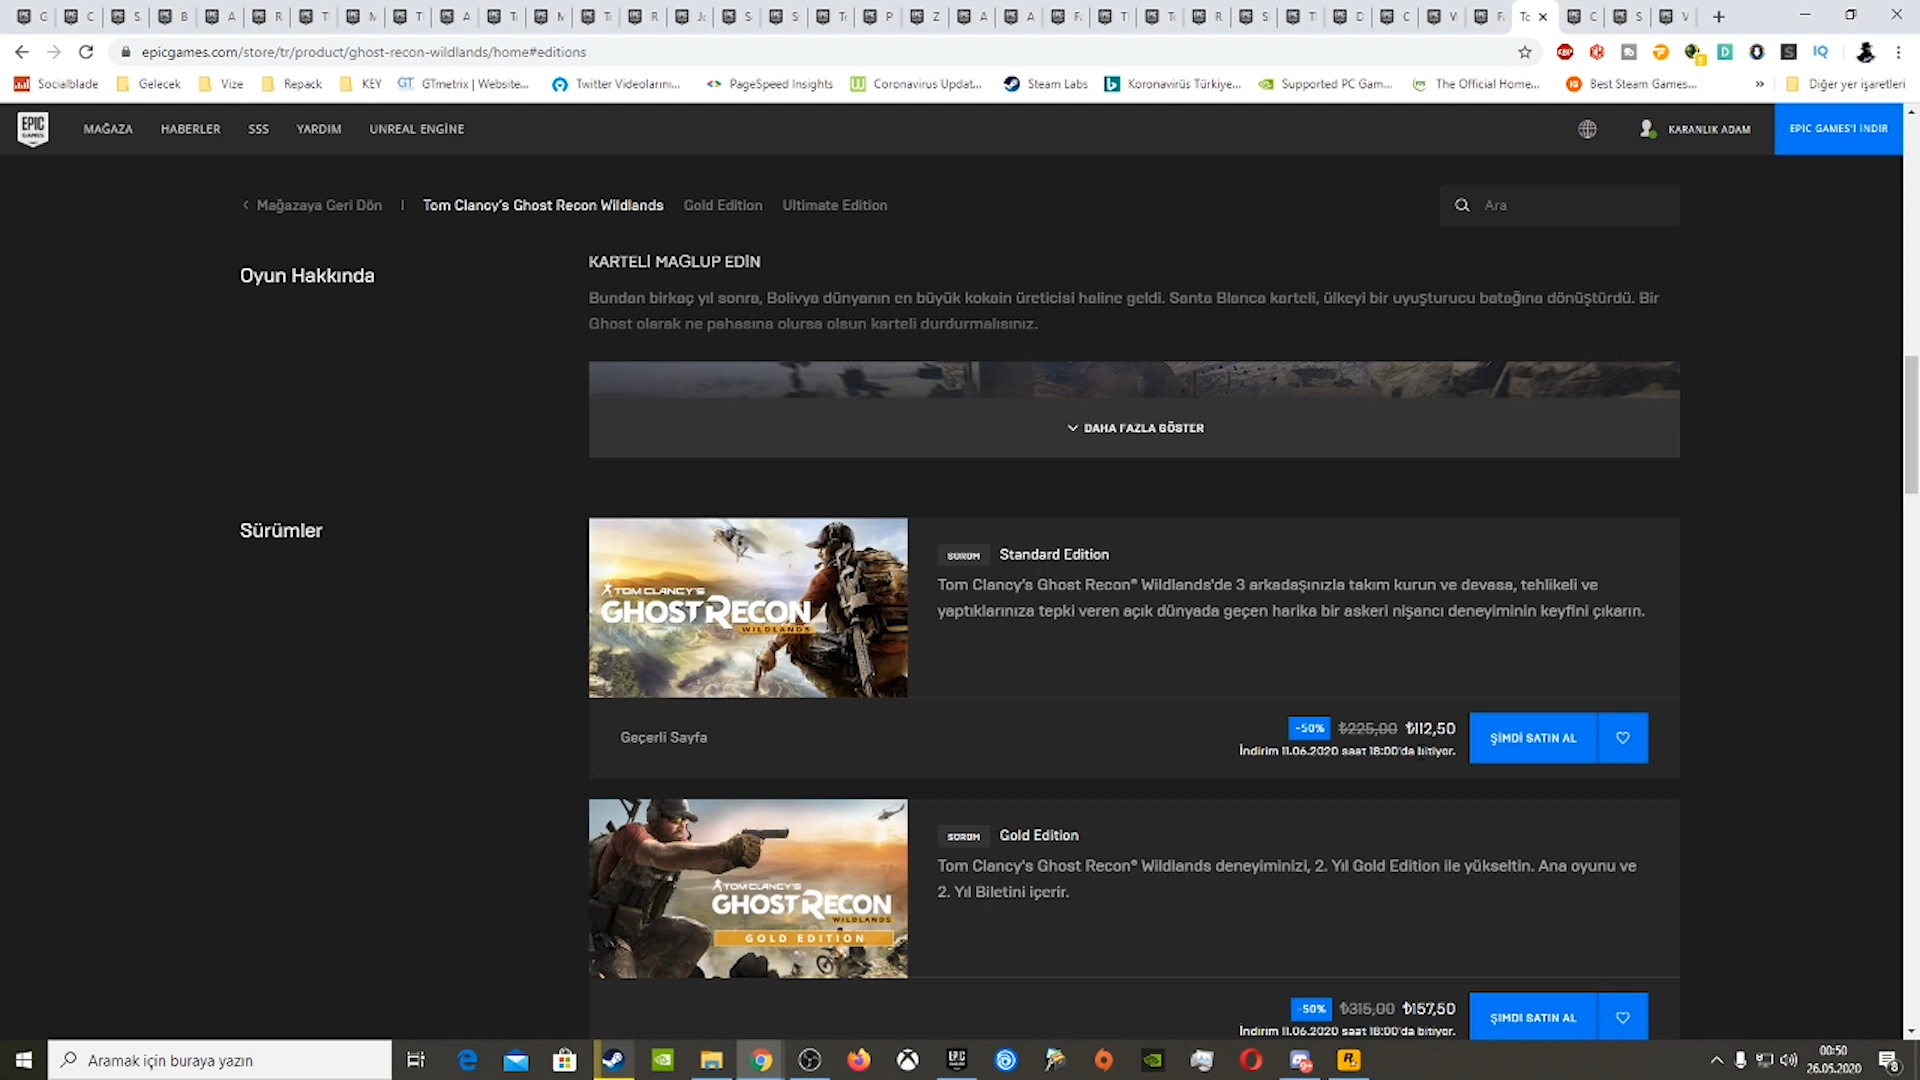 epicgames.com/store/tr/product/ghost-recon-wildlands/home#editions
Socialblade Gelecek Vize Repack KEY GTmetrix | Website... Twitter Videolarını... PageSpeed Insights Coronavirus Updat... Steam Labs Koronavirüs Türkiye... Supported PC Gam... The Official Home... Best Steam Games... » Diğer yer işaretleri
EPIC GAMES MAĞAZA HABERLER SSS YARDIM UNREAL ENGINE KARANLIK ADAM EPIC GAMES'I INDIR
Mağazaya Geri Dön | Tom Clancy's Ghost Recon Wildlands Gold Edition Ultimate Edition Ara
Oyun Hakkında
KARTELİ MAĞLUP EDİN
Bundan birkaç yıl sonra, Bolivya dünyanın en büyük kokain üreticisi haline geldi. Santa Blanca karteli, ülkeyi bir uyuşturucu batağına dönüştürdü. Bir
Ghost olarak ne pahasına olursa olsun karteli durdurmalısınız.
DAHA FAZLA GÖSTER
Sürümler
TOM CLANCY'S
GHOST RECON
WILDLANDS
SÜRÜM Standard Edition
Tom Clancy's Ghost Recon® Wildlands'de 3 arkadaşınızla takım kurun ve devasa, tehlikeli ve
yaptıklarınıza tepki veren açık dünyada geçen harika bir askeri nişancı deneyiminin keyfini çıkarın.
Geçerli Sayfa
-50% ₺225,00 ₺112,50
İndirim 11.06.2020 saat 18:00'da bitiyor.
ŞİMDİ SATIN AL
TOM CLANCY'S
GHOST RECON
WILDLANDS
GOLD EDITION
SÜRÜM Gold Edition
Tom Clancy's Ghost Recon® Wildlands deneyiminizi, 2. Yıl Gold Edition ile yükseltin. Ana oyunu ve
2. Yıl Biletini içerir.
-50% ₺315,00 ₺157,50
İndirim 11.06.2020 saat 18:00'da bitiyor.
ŞİMDİ SATIN AL
Aramak için buraya yazın
00:50
26.05.2020